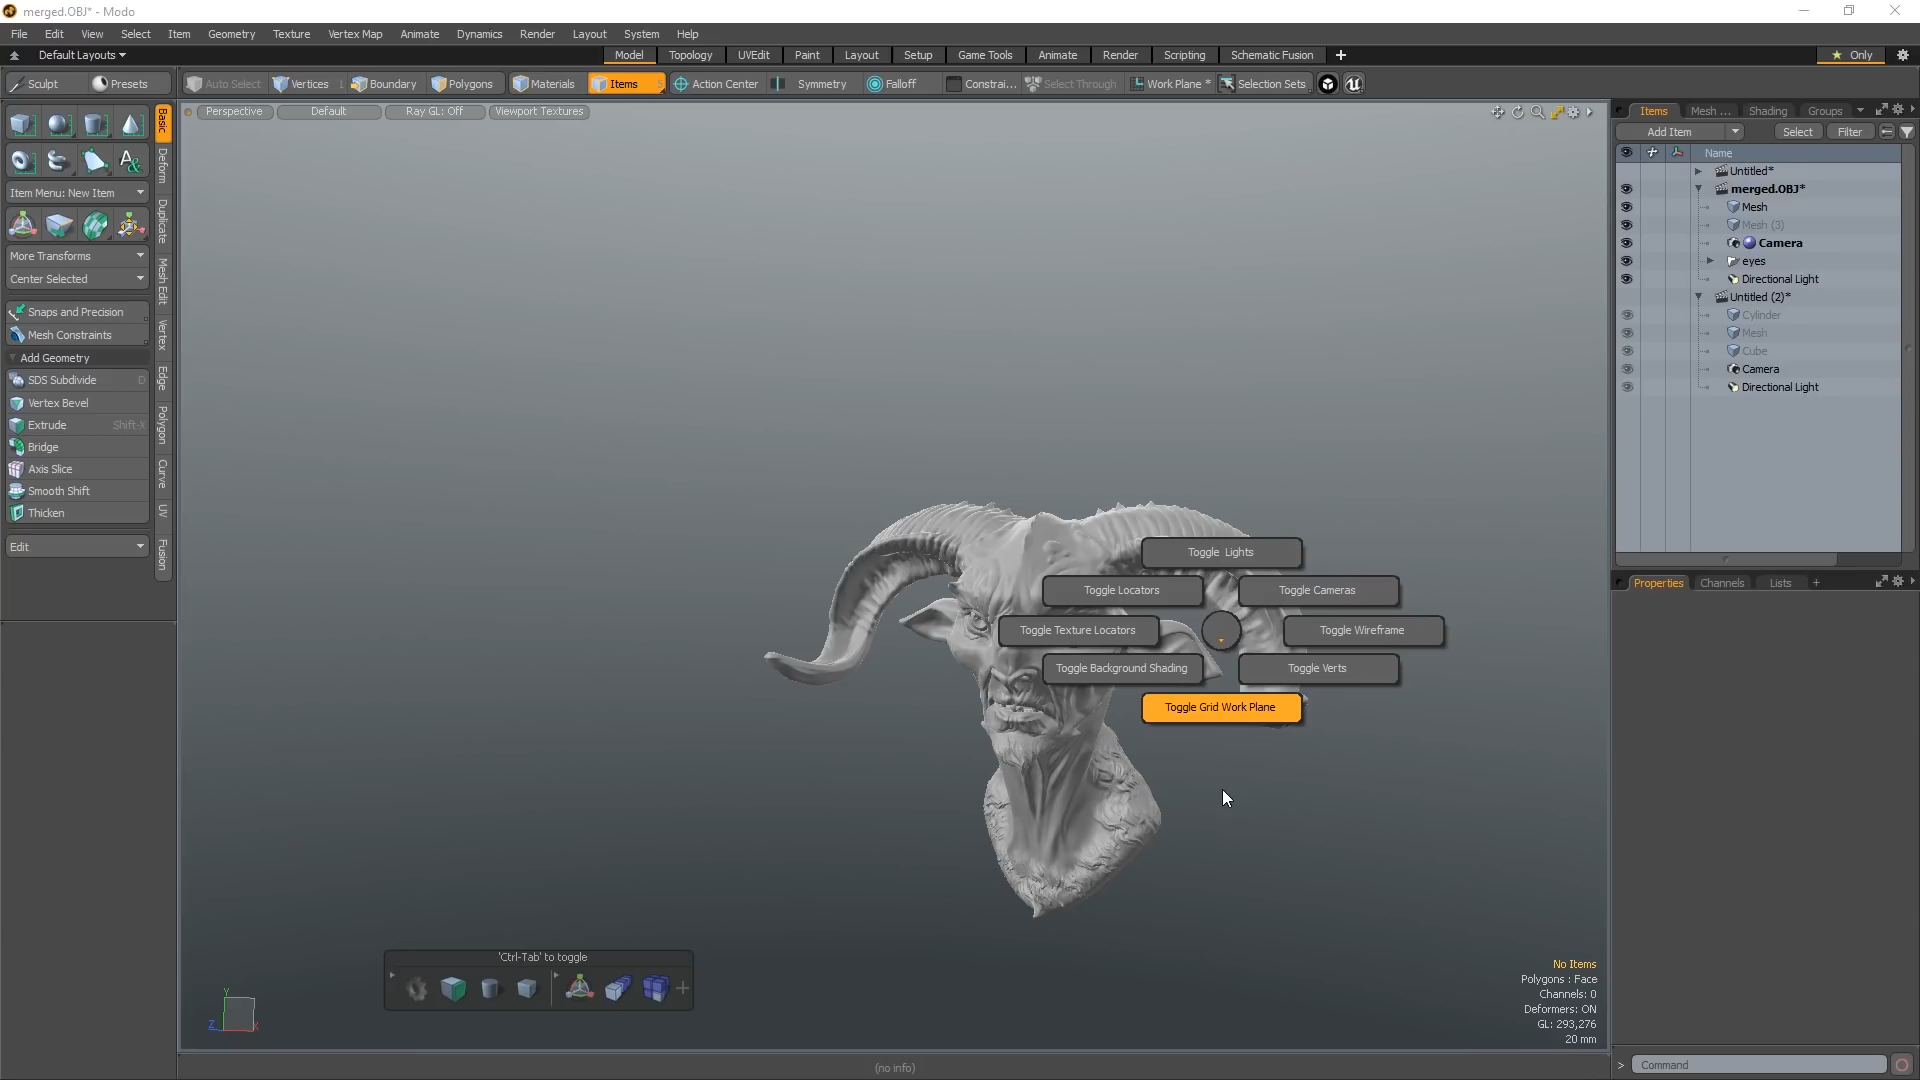 merged.OBJ* - Modo
File Edit View Select Item Geometry Texture Vertex Map Animate Dynamics Render Layout System Help
Default Layouts
Model Topology UVEdit Paint Layout Setup Game Tools Animate Render Scripting Schematic Fusion
Only
Sculpt Presets
Auto Select Vertices 1 Boundary Polygons Materials Items 5 Action Center Symmetry Falloff Constrai... Select Through Work Plane * Selection Sets
Perspective Default Ray GL: Off Viewport Textures
Basic
Deform
Duplicate
Mesh Edit
Vertex
Edge
Polygon
Curve
UV
Fusion
Item Menu: New Item
More Transforms
Center Selected
Snaps and Precision
Mesh Constraints
Add Geometry
SDS Subdivide D
Vertex Bevel
Extrude Shift-X
Bridge
Axis Slice
Smooth Shift
Thicken
Edit
Toggle Lights
Toggle Locators Toggle Cameras
Toggle Texture Locators Toggle Wireframe
Toggle Background Shading Toggle Verts
Toggle Grid Work Plane
'Ctrl-Tab' to toggle
Y
Z
X
No Items
Polygons : Face
Channels: 0
Deformers: ON
GL: 293,276
20 mm
(no info)
Items Mesh ... Shading Groups
Add Item Select Filter
Name
Untitled*
merged.OBJ*
Mesh
Mesh (3)
Camera
eyes
Directional Light
Untitled (2)*
Cylinder
Mesh
Cube
Camera
Directional Light
Properties Channels Lists +
> Command